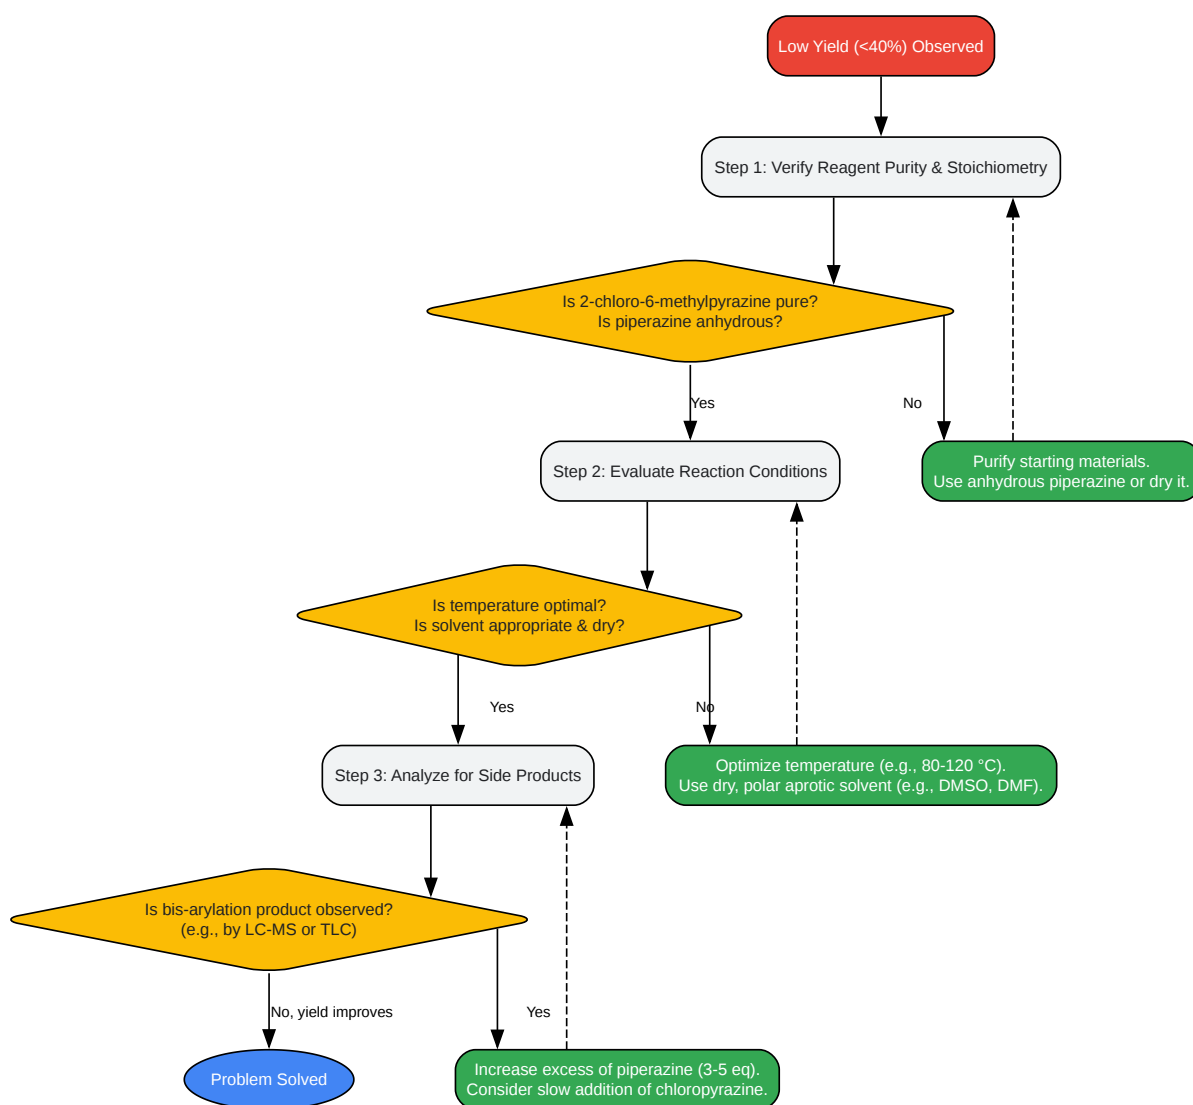 Low Yield (<40%) Observed
Step 1: Verify Reagent Purity & Stoichiometry
Is 2-chloro-6-methylpyrazine pure?
Is piperazine anhydrous?
Yes
No
Step 2: Evaluate Reaction Conditions
Purify starting materials.
Use anhydrous piperazine or dry it.
Is temperature optimal?
Is solvent appropriate & dry?
Yes
No
Step 3: Analyze for Side Products
Optimize temperature (e.g., 80-120 °C).
Use dry, polar aprotic solvent (e.g., DMSO, DMF).
Is bis-arylation product observed?
(e.g., by LC-MS or TLC)
No, yield improves
Yes
Problem Solved
Increase excess of piperazine (3-5 eq).
Consider slow addition of chloropyrazine.